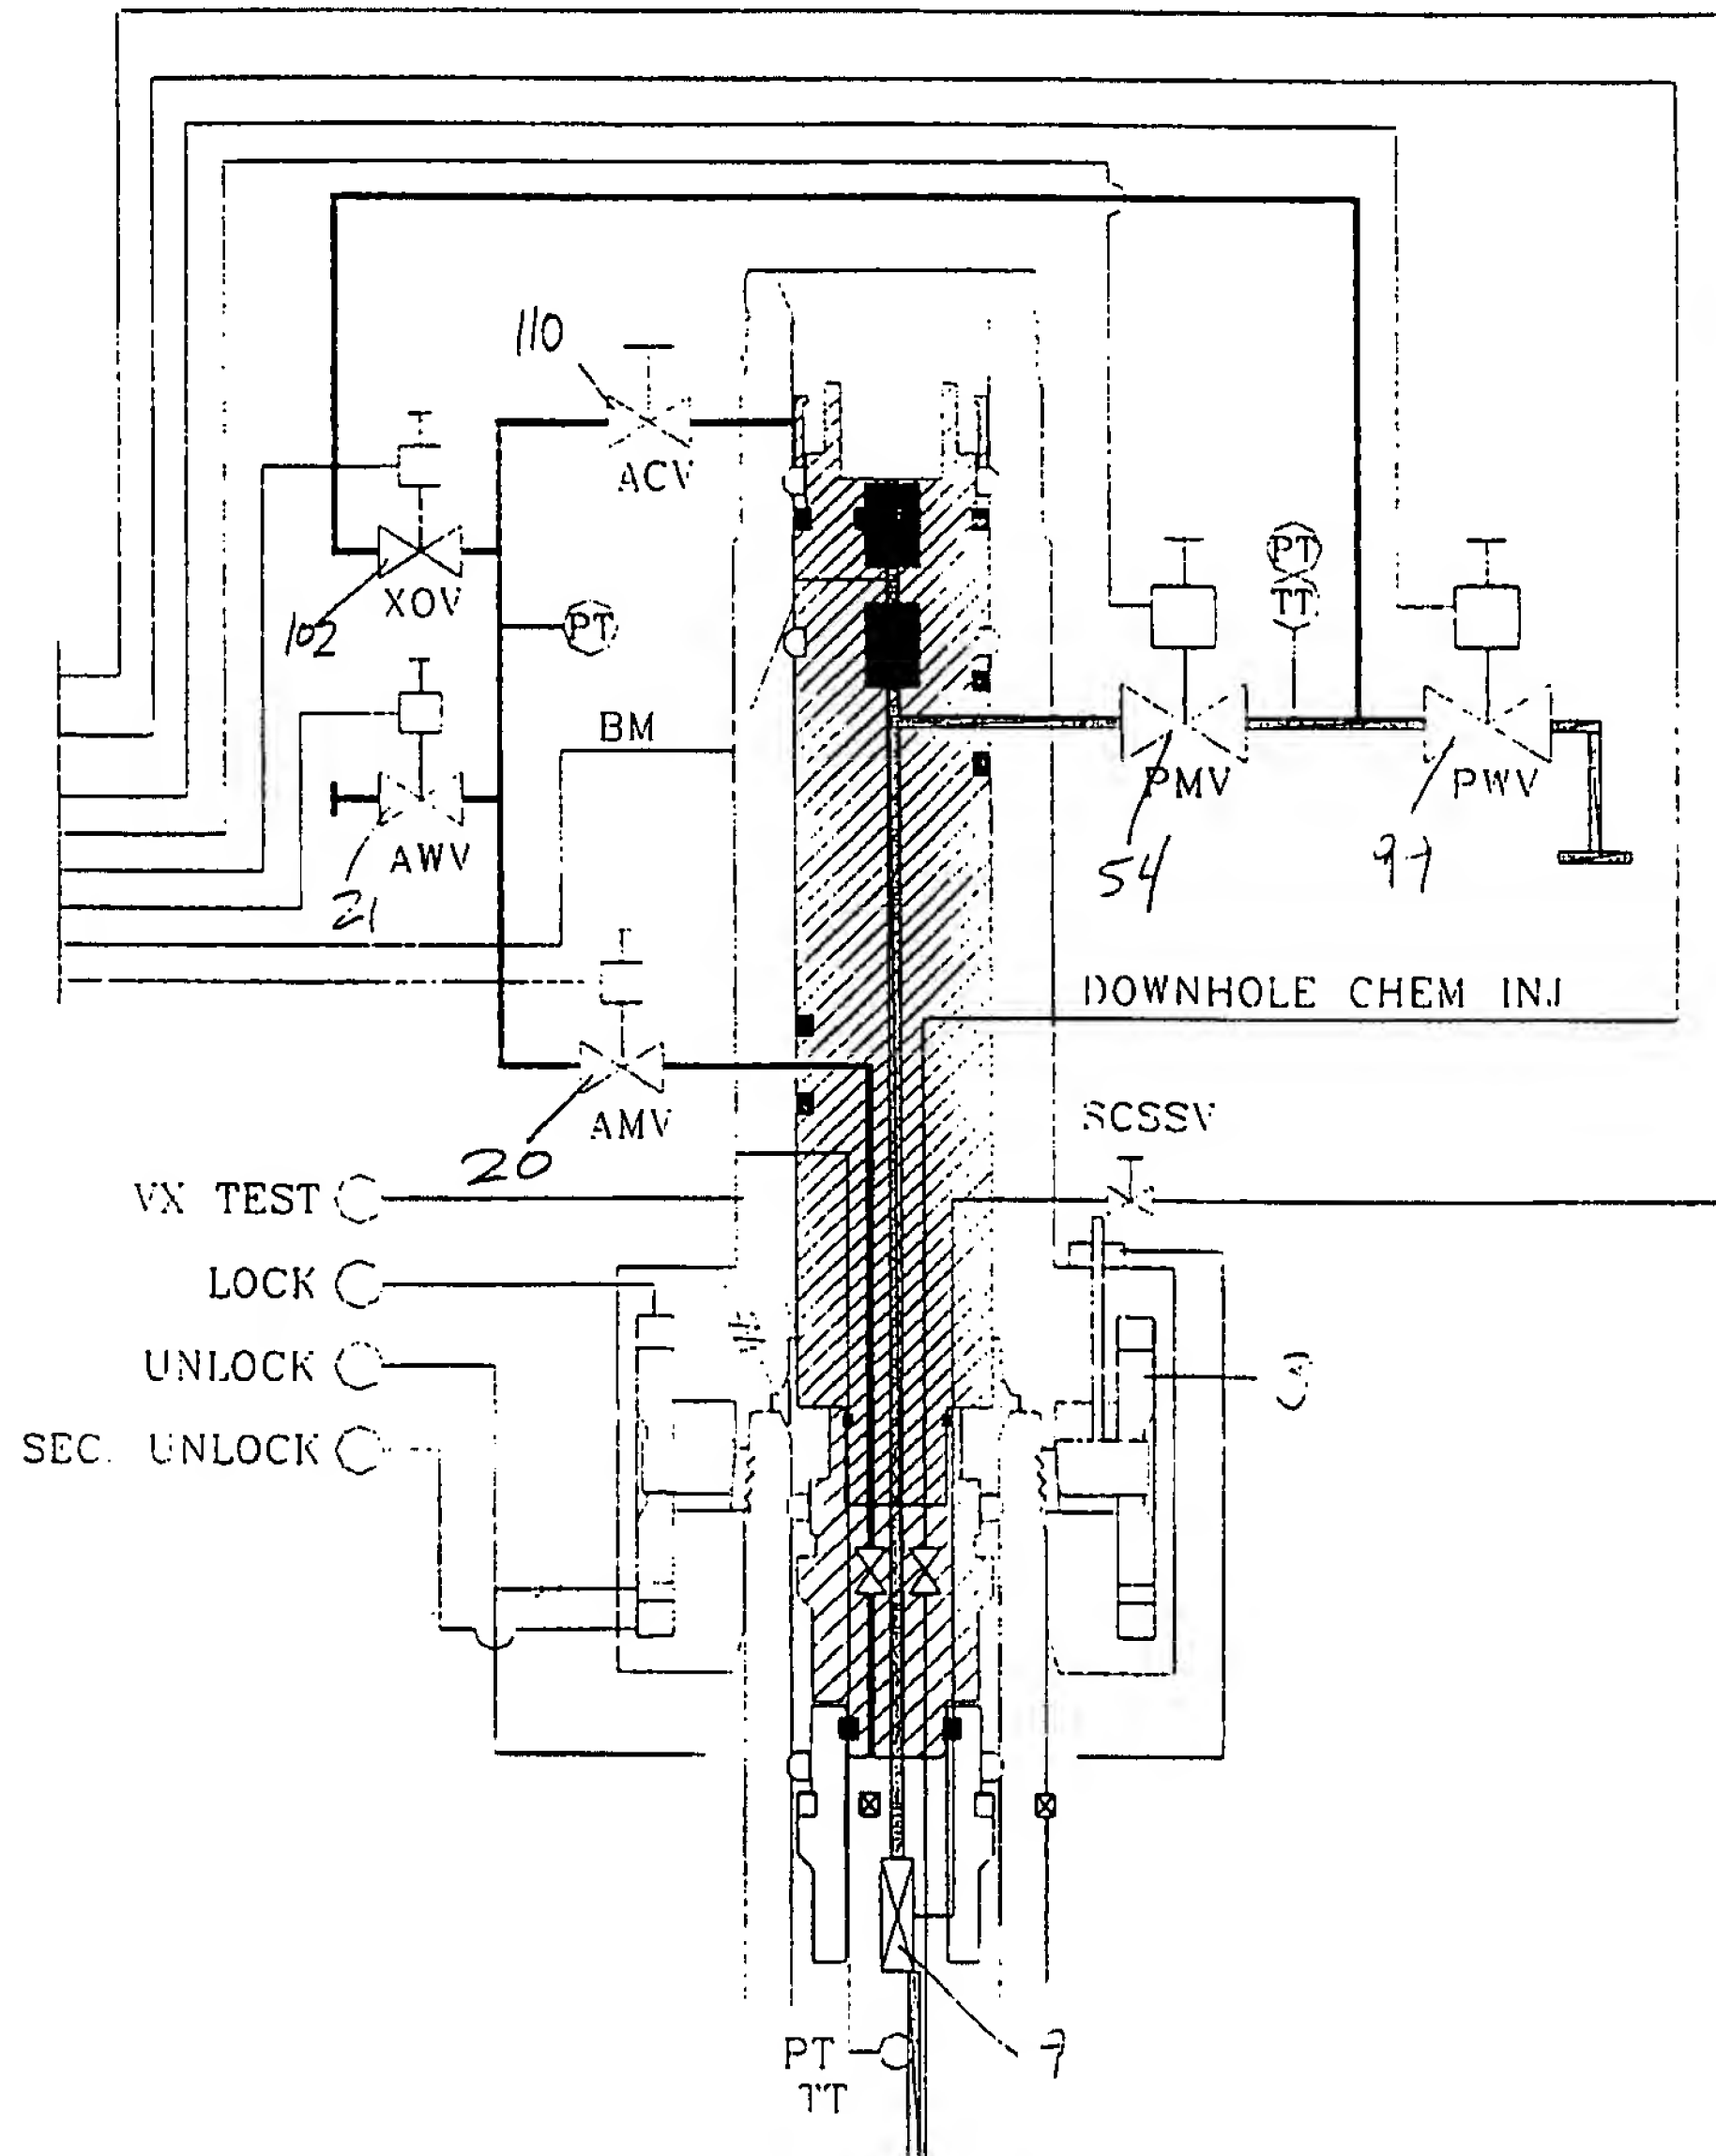 110
ACV
XOV
102
PT
PT
TT
BM
PMV
PWV
AWV
21
54
97
DOWNHOLE CHEM INJ
AMV
20
SCSSV
VX TEST
LOCK
UNLOCK
SEC. UNLOCK
PT
TT